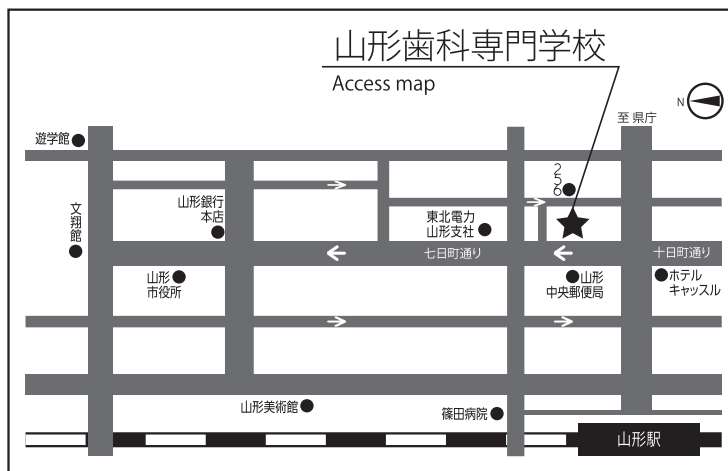 山形歯科専門学校
Access map
N
至 県庁
遊学館
256
文翔館
山形銀行
本店
東北電力
山形支社
七日町通り
十日町通り
山形
市役所
山形
中央郵便局
ホテル
キャッスル
山形美術館
篠田病院
山形駅